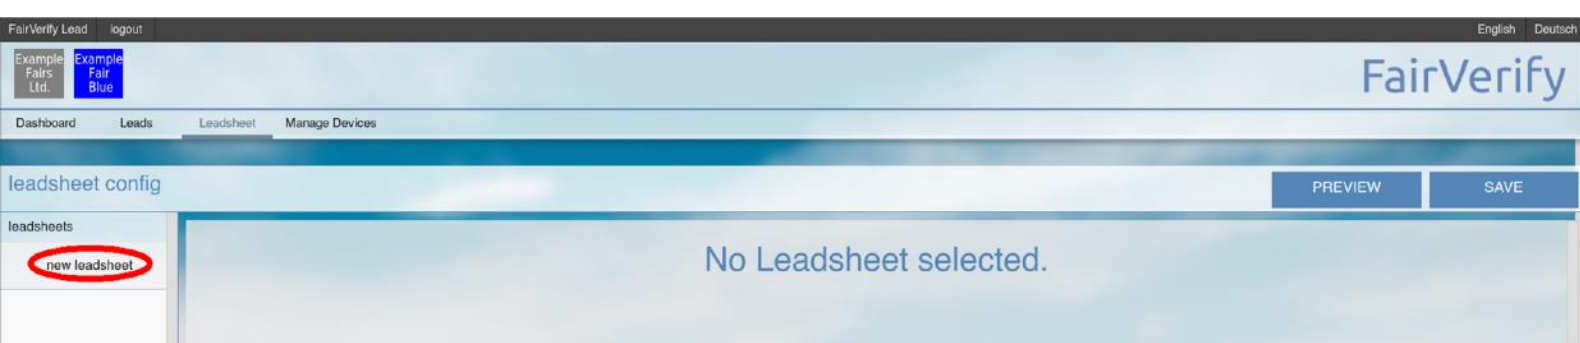 FairVerify Lead logout English Deutsch
Example Fairs Ltd.
Example Fair Blue
FairVerify
Dashboard Leads Leadsheet Manage Devices
leadsheet config PREVIEW SAVE
leadsheets
new leadsheet
No Leadsheet selected.